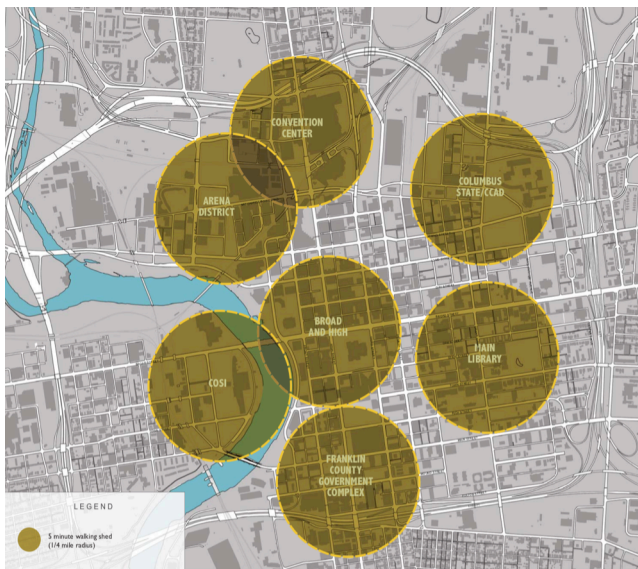 CONVENTION
CENTER
COLUMBUS
STATE/CCAD
ARENA
DISTRICT
BROAD
AND HIGH
MAIN
LIBRARY
COSI
FRANKLIN
COUNTY
GOVERNMENT
COMPLEX
LEGEND
5 minute walking shed
(1/4 mile radius)